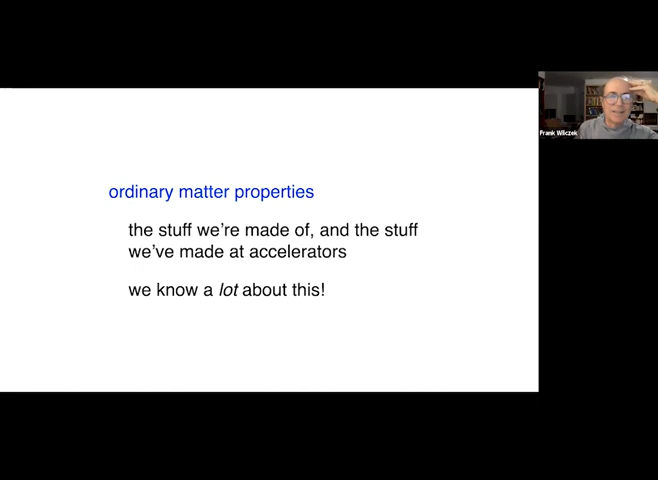 ordinary matter properties
the stuff we're made of, and the stuff
we've made at accelerators
we know a lot about this!
Frank Wilczek